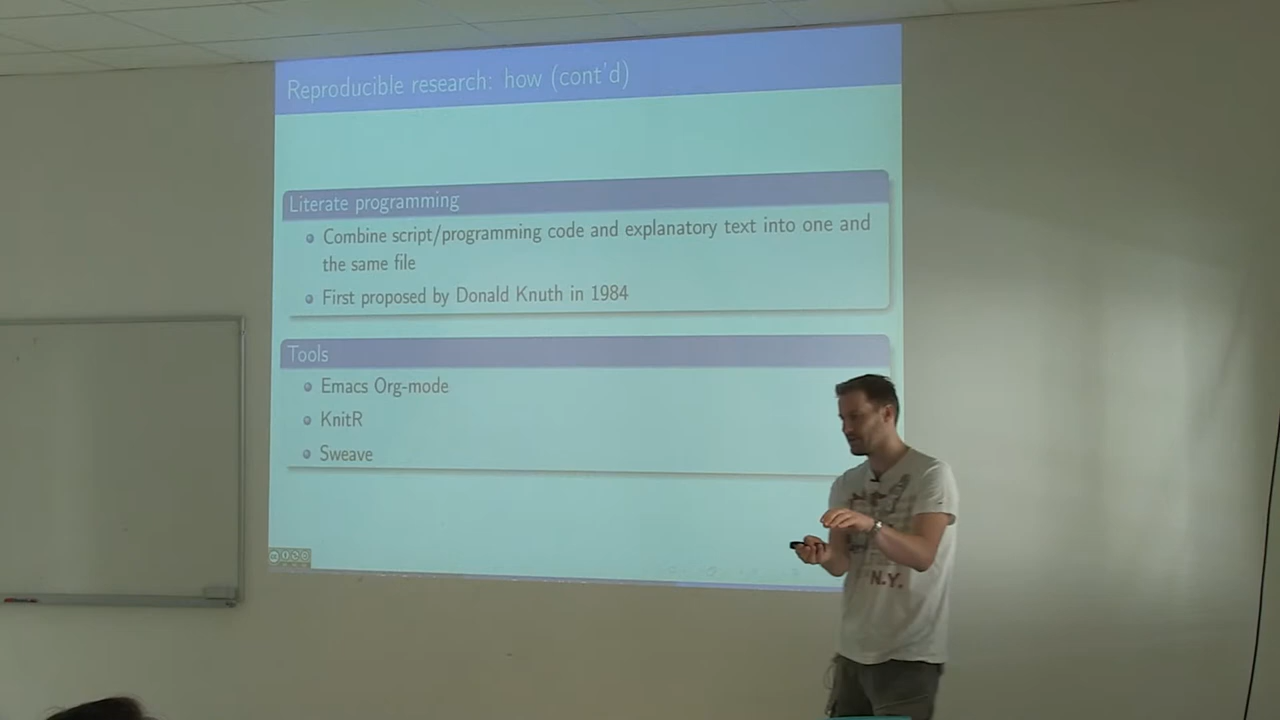 Reproducible research: how (cont'd)
Literate programming
Combine script/programming code and explanatory text into one and
the same file
First proposed by Donald Knuth in 1984
Tools
Emacs Org-mode
KnitR
Sweave
N.Y.